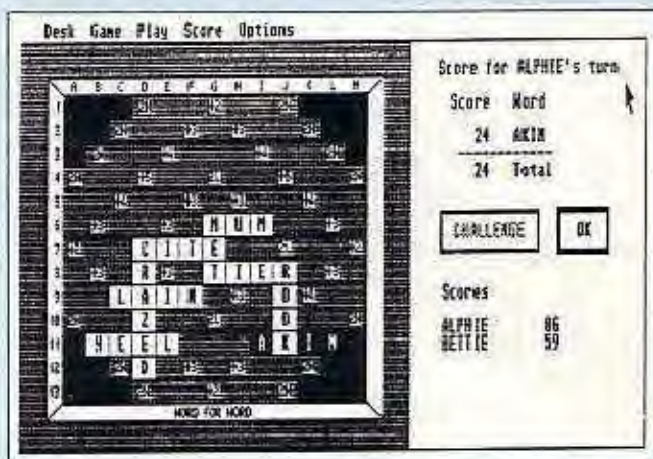 Desk Game Play Score Options
Score for ALPHIE's turn
Score Word
24 AKIN
24 Total
CHALLENGE OK
Scores
ALPHIE 86
BETTIE 59
A B C D E F G H I J K L M
1
2
3
4
5
6 M U M
7 C I T E
8 R T I E R
9 L A I N O
10 Z O
11 H E E L A K I N
12 D
13
WORD FOR WORD